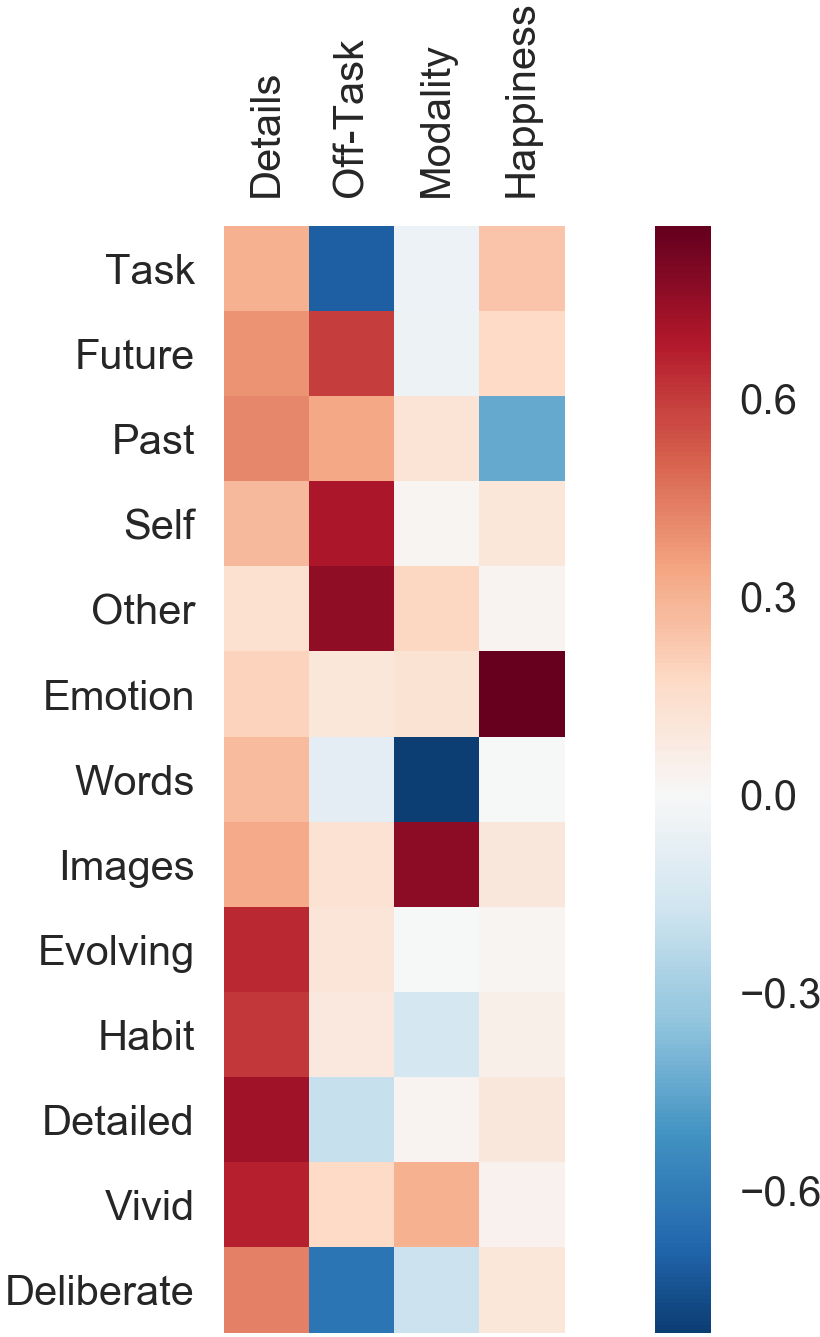 Details
Off-Task
Modality
Happiness
Task
Future
Past
Self
Other
Emotion
Words
Images
Evolving
Habit
Detailed
Vivid
Deliberate
0.6
0.3
0.0
−0.3
−0.6